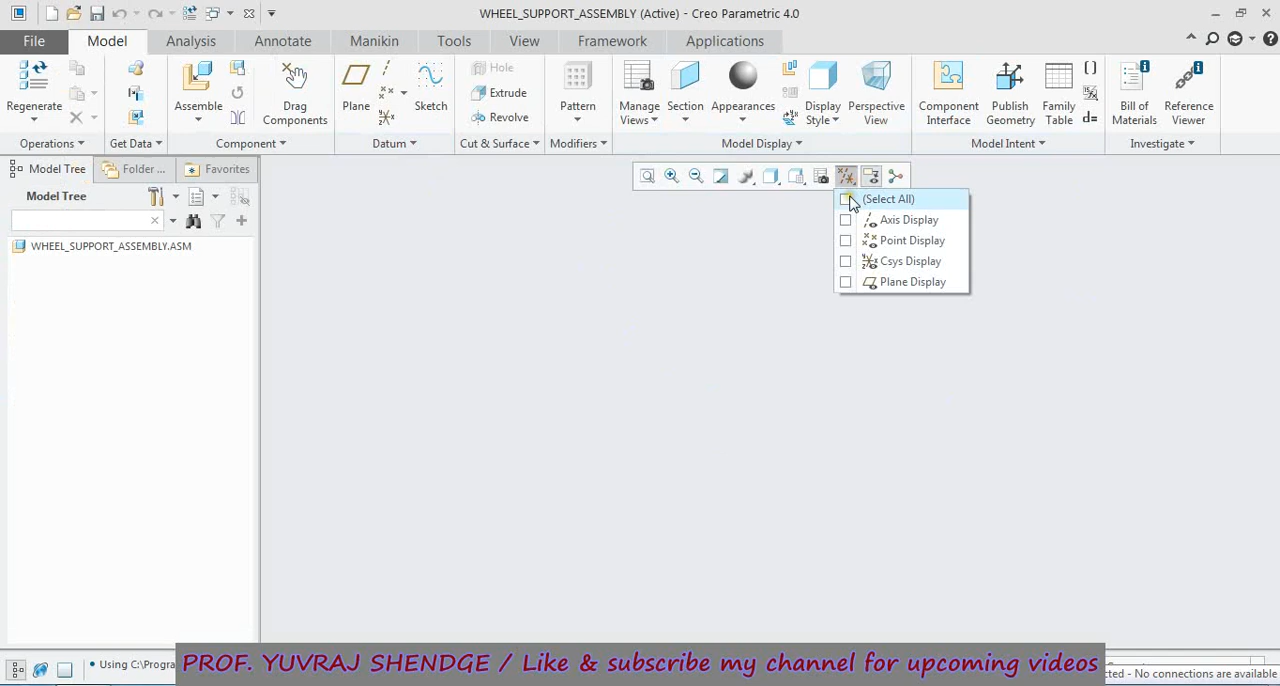 WHEEL_SUPPORT_ASSEMBLY (Active) - Creo Parametric 4.0
File Model Analysis Annotate Manikin Tools View Framework Applications
Regenerate
Assemble
Drag Components
Plane
Sketch
Hole
Extrude
Revolve
Pattern
Manage Views
Section
Appearances
Display Style
Perspective View
Component Interface
Publish Geometry
Family Table
d=
Bill of Materials
Reference Viewer
Operations Get Data Component Datum Cut & Surface Modifiers Model Display Model Intent Investigate
Model Tree Folder ... Favorites
Model Tree
WHEEL_SUPPORT_ASSEMBLY.ASM
(Select All)
Axis Display
Point Display
Csys Display
Plane Display
• Using C:\Progra
PROF. YUVRAJ SHENDGE / Like & subscribe my channel for upcoming videos
cted - No connections are available